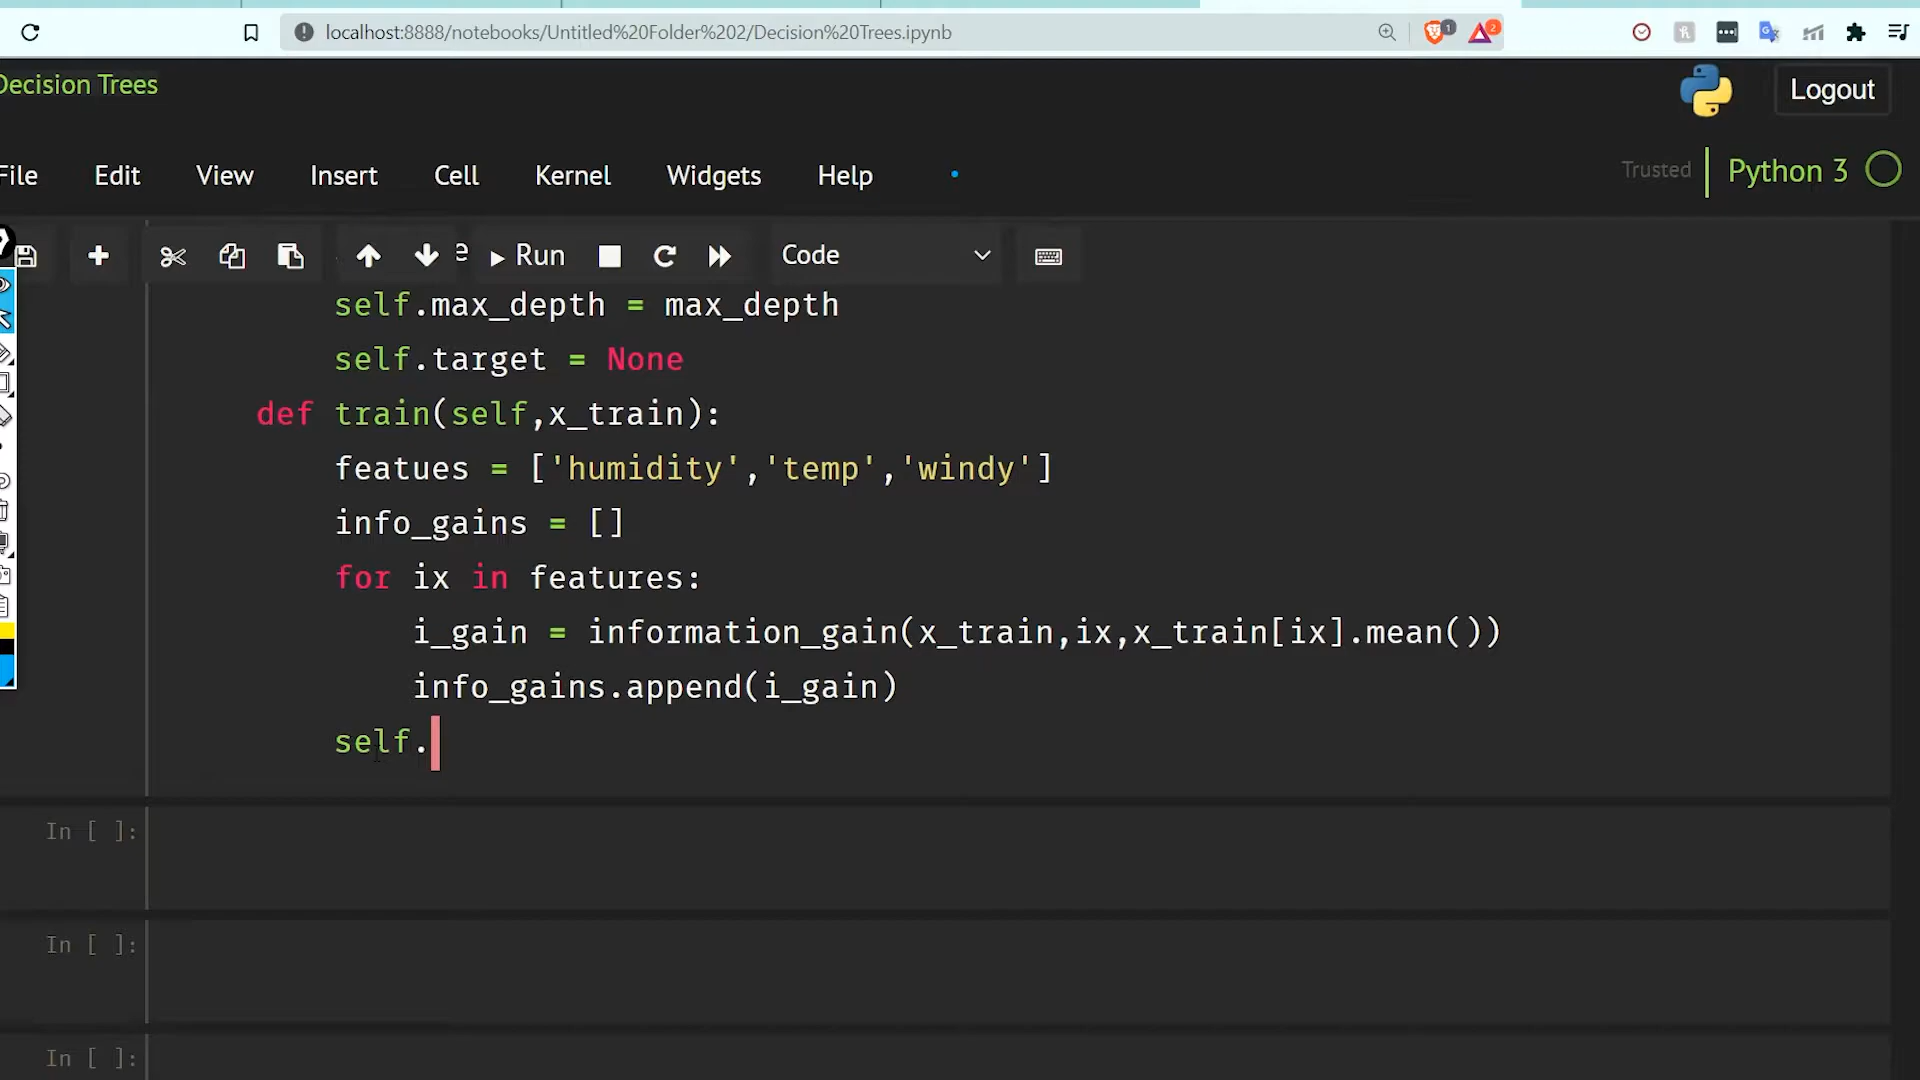 localhost:8888/notebooks/Untitled%20Folder%202/Decision%20Trees.ipynb
1
2
Decision Trees
Logout
File Edit View Insert Cell Kernel Widgets Help
Trusted Python 3
e Run Code
self.max_depth = max_depth
self.target = None
def train(self,x_train):
featues = ['humidity','temp','windy']
info_gains = []
for ix in features:
i_gain = information_gain(x_train,ix,x_train[ix].mean())
info_gains.append(i_gain)
self.
In [ ]:
In [ ]:
In [ ]: